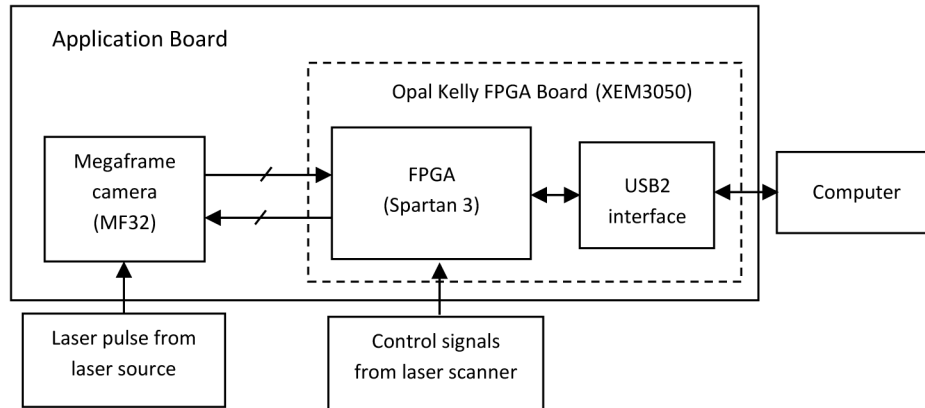 Application Board
Opal Kelly FPGA Board (XEM3050)
Megaframe
camera
(MF32)
FPGA
(Spartan 3)
USB2
interface
Computer
Laser pulse from
laser source
Control signals
from laser scanner